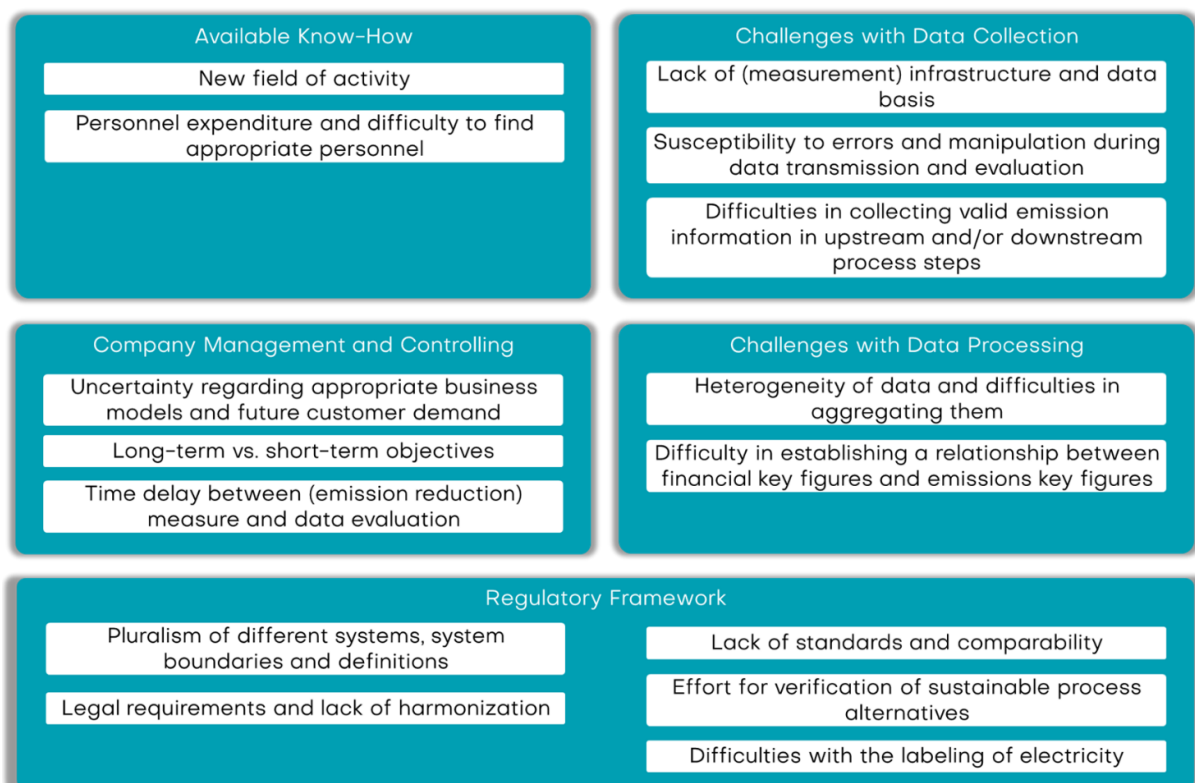 Available Know-How
New field of activity
Personnel expenditure and difficulty to find
appropriate personnel
Challenges with Data Collection
Lack of (measurement) infrastructure and data
basis
Susceptibility to errors and manipulation during
data transmission and evaluation
Difficulties in collecting valid emission
information in upstream and/or downstream
process steps
Company Management and Controlling
Uncertainty regarding appropriate business
models and future customer demand
Long-term vs. short-term objectives
Time delay between (emission reduction)
measure and data evaluation
Challenges with Data Processing
Heterogeneity of data and difficulties in
aggregating them
Difficulty in establishing a relationship between
financial key figures and emissions key figures
Regulatory Framework
Pluralism of different systems, system
boundaries and definitions
Legal requirements and lack of harmonization
Lack of standards and comparability
Effort for verification of sustainable process
alternatives
Difficulties with the labeling of electricity